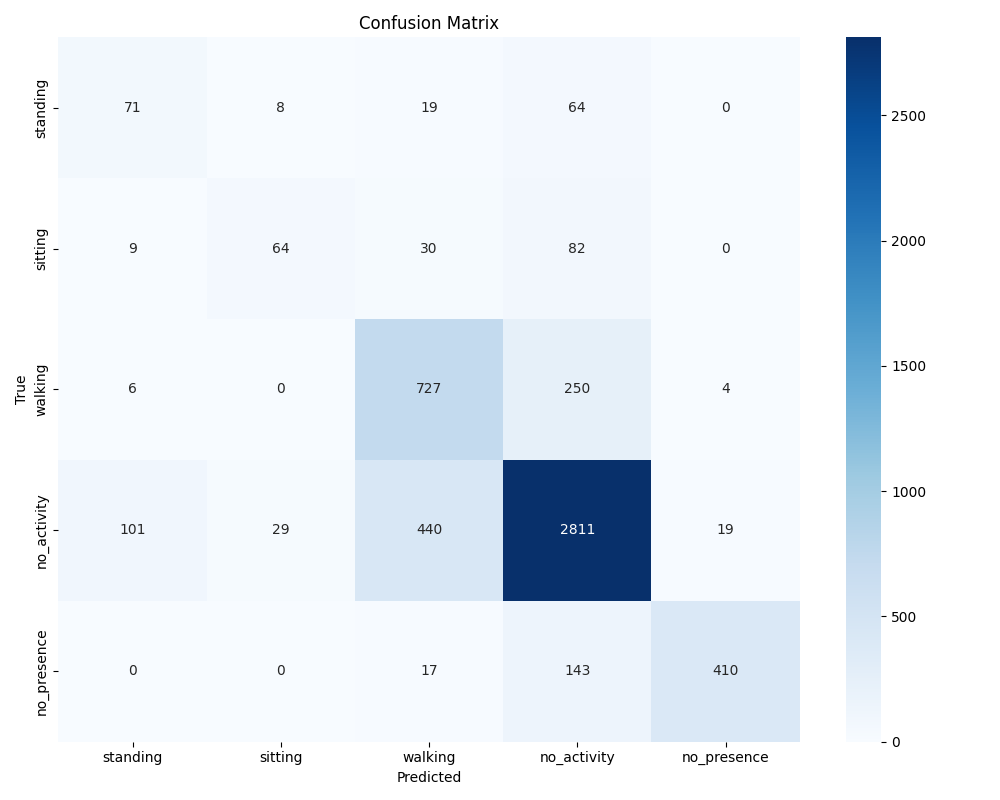 Confusion Matrix
True
standing 71 8 19 64 0
sitting 9 64 30 82 0
walking 6 0 727 250 4
no_activity 101 29 440 2811 19
no_presence 0 0 17 143 410
standing sitting walking no_activity no_presence
Predicted
2500
2000
1500
1000
500
0